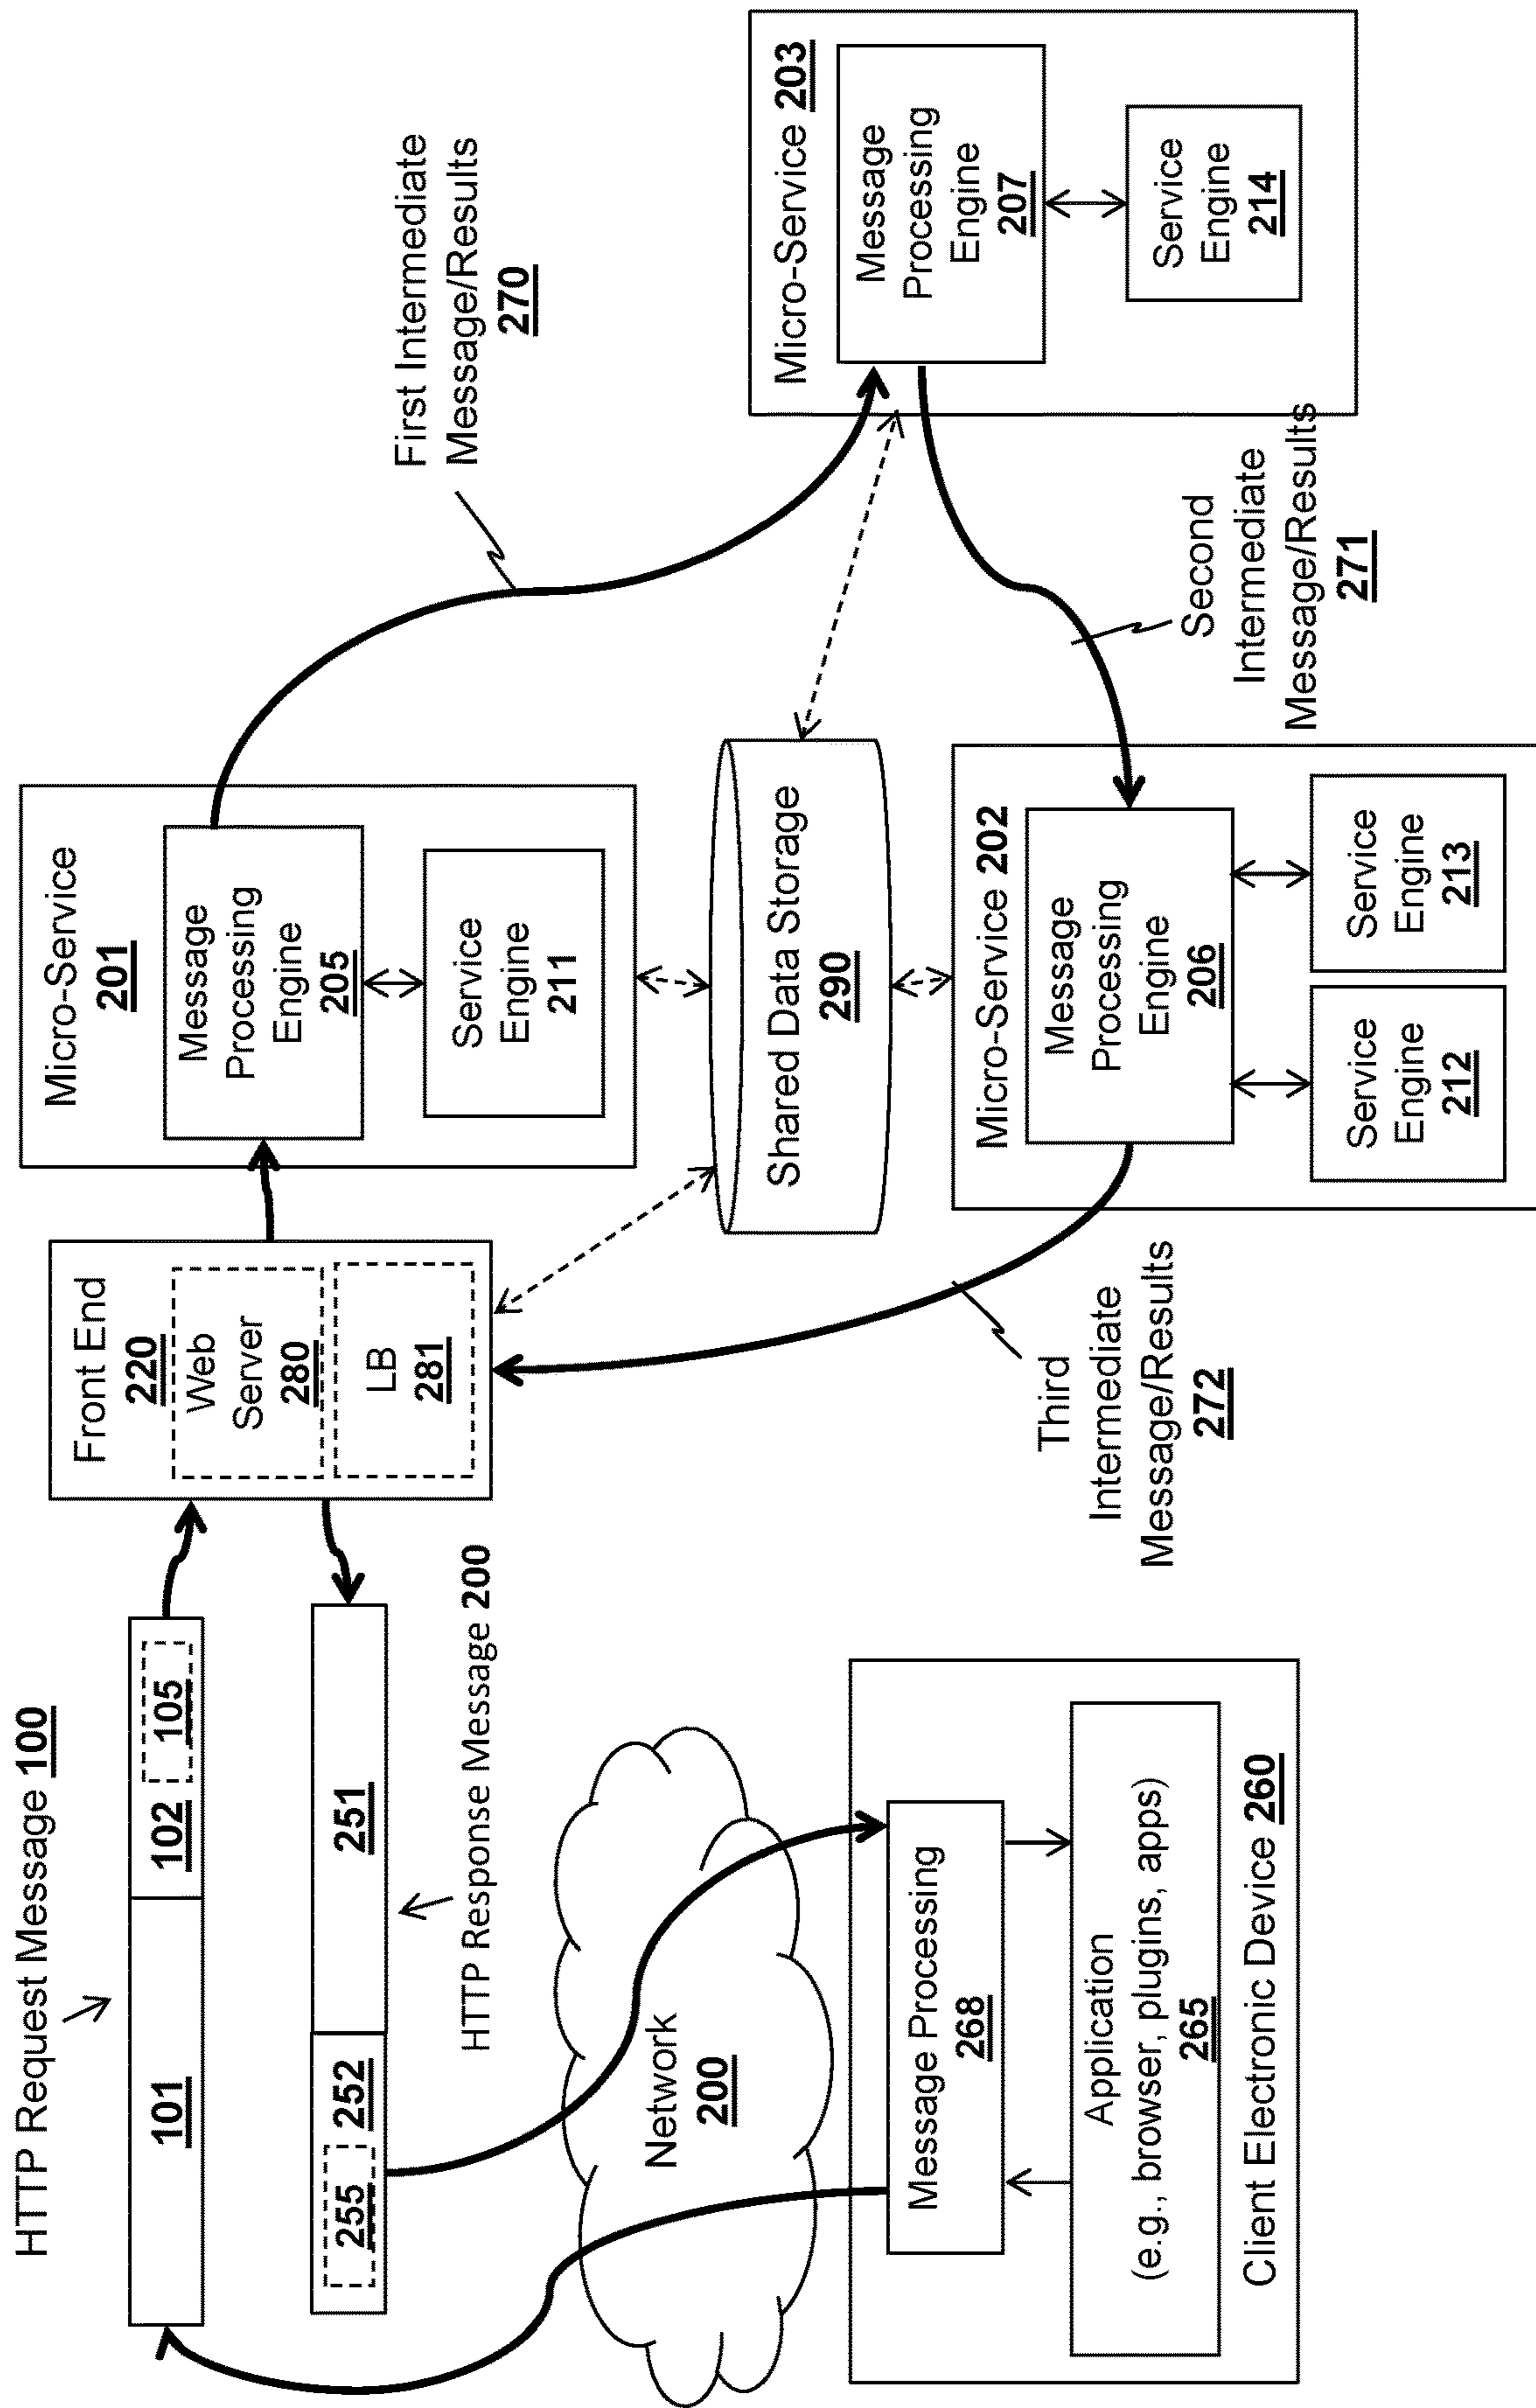 HTTP Request Message 100
101
102
105
255
252
251
HTTP Response Message 200
Network
200
Message Processing
268
Application
(e.g., browser, plugins, apps)
265
Client Electronic Device 260
Front End
220
Web
Server
280
LB
281
Micro-Service
201
Message
Processing
Engine
205
Service
Engine
211
First Intermediate
Message/Results
270
Shared Data Storage
290
Micro-Service 203
Message
Processing
Engine
207
Service
Engine
214
Second
Intermediate
Message/Results
271
Micro-Service 202
Message
Processing
Engine
206
Service
Engine
212
Service
Engine
213
Third
Intermediate
Message/Results
272